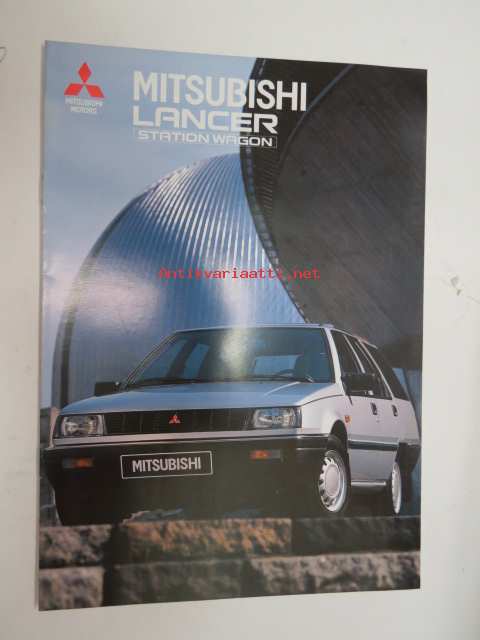 MITSUBISHI
MOTORS
MITSUBISHI
LANCER
STATION WAGON
Antikvariaatti.net
MITSUBISHI